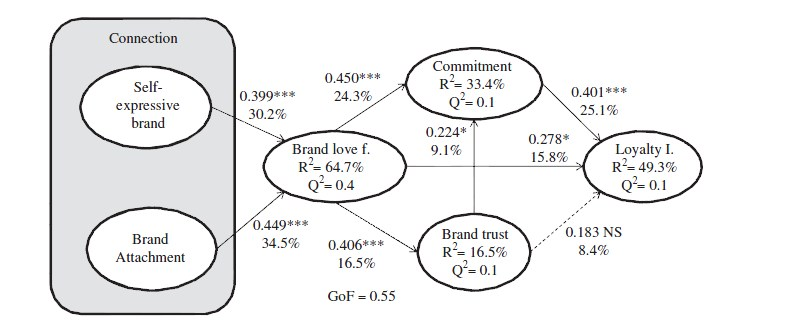 Connection
Self-
expressive
brand
Brand
Attachment
0.399***
30.2%
0.449***
34.5%
Brand love f.
R²= 64.7%
Q²= 0.4
0.450***
24.3%
0.406***
16.5%
GoF = 0.55
Commitment
R²= 33.4%
Q²= 0.1
0.224*
9.1%
0.278*
15.8%
Brand trust
R²= 16.5%
Q²= 0.1
0.401***
25.1%
0.183 NS
8.4%
Loyalty I.
R²= 49.3%
Q²= 0.1